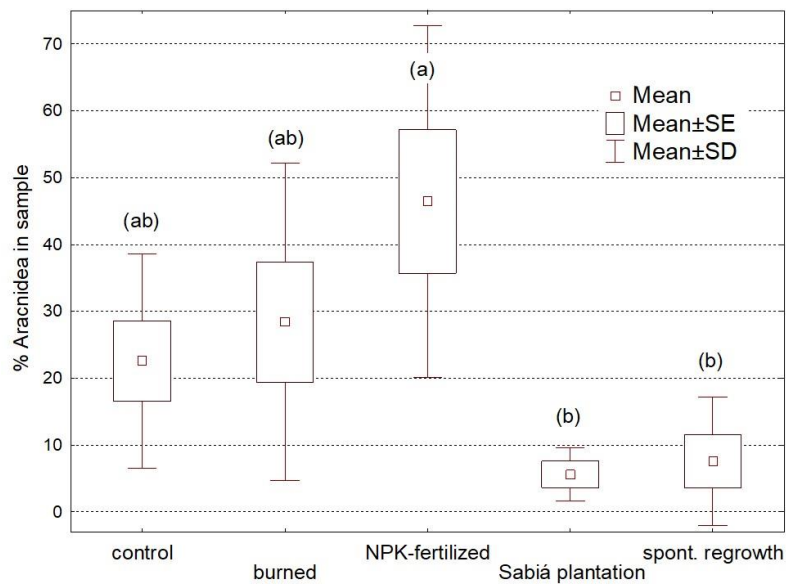 % Aracnidea in sample
70
60
50
40
30
20
10
0
(ab)
(ab)
(a)
(b)
(b)
Mean
Mean±SE
Mean±SD
control
burned
NPK-fertilized
Sabiá plantation
spont. regrowth